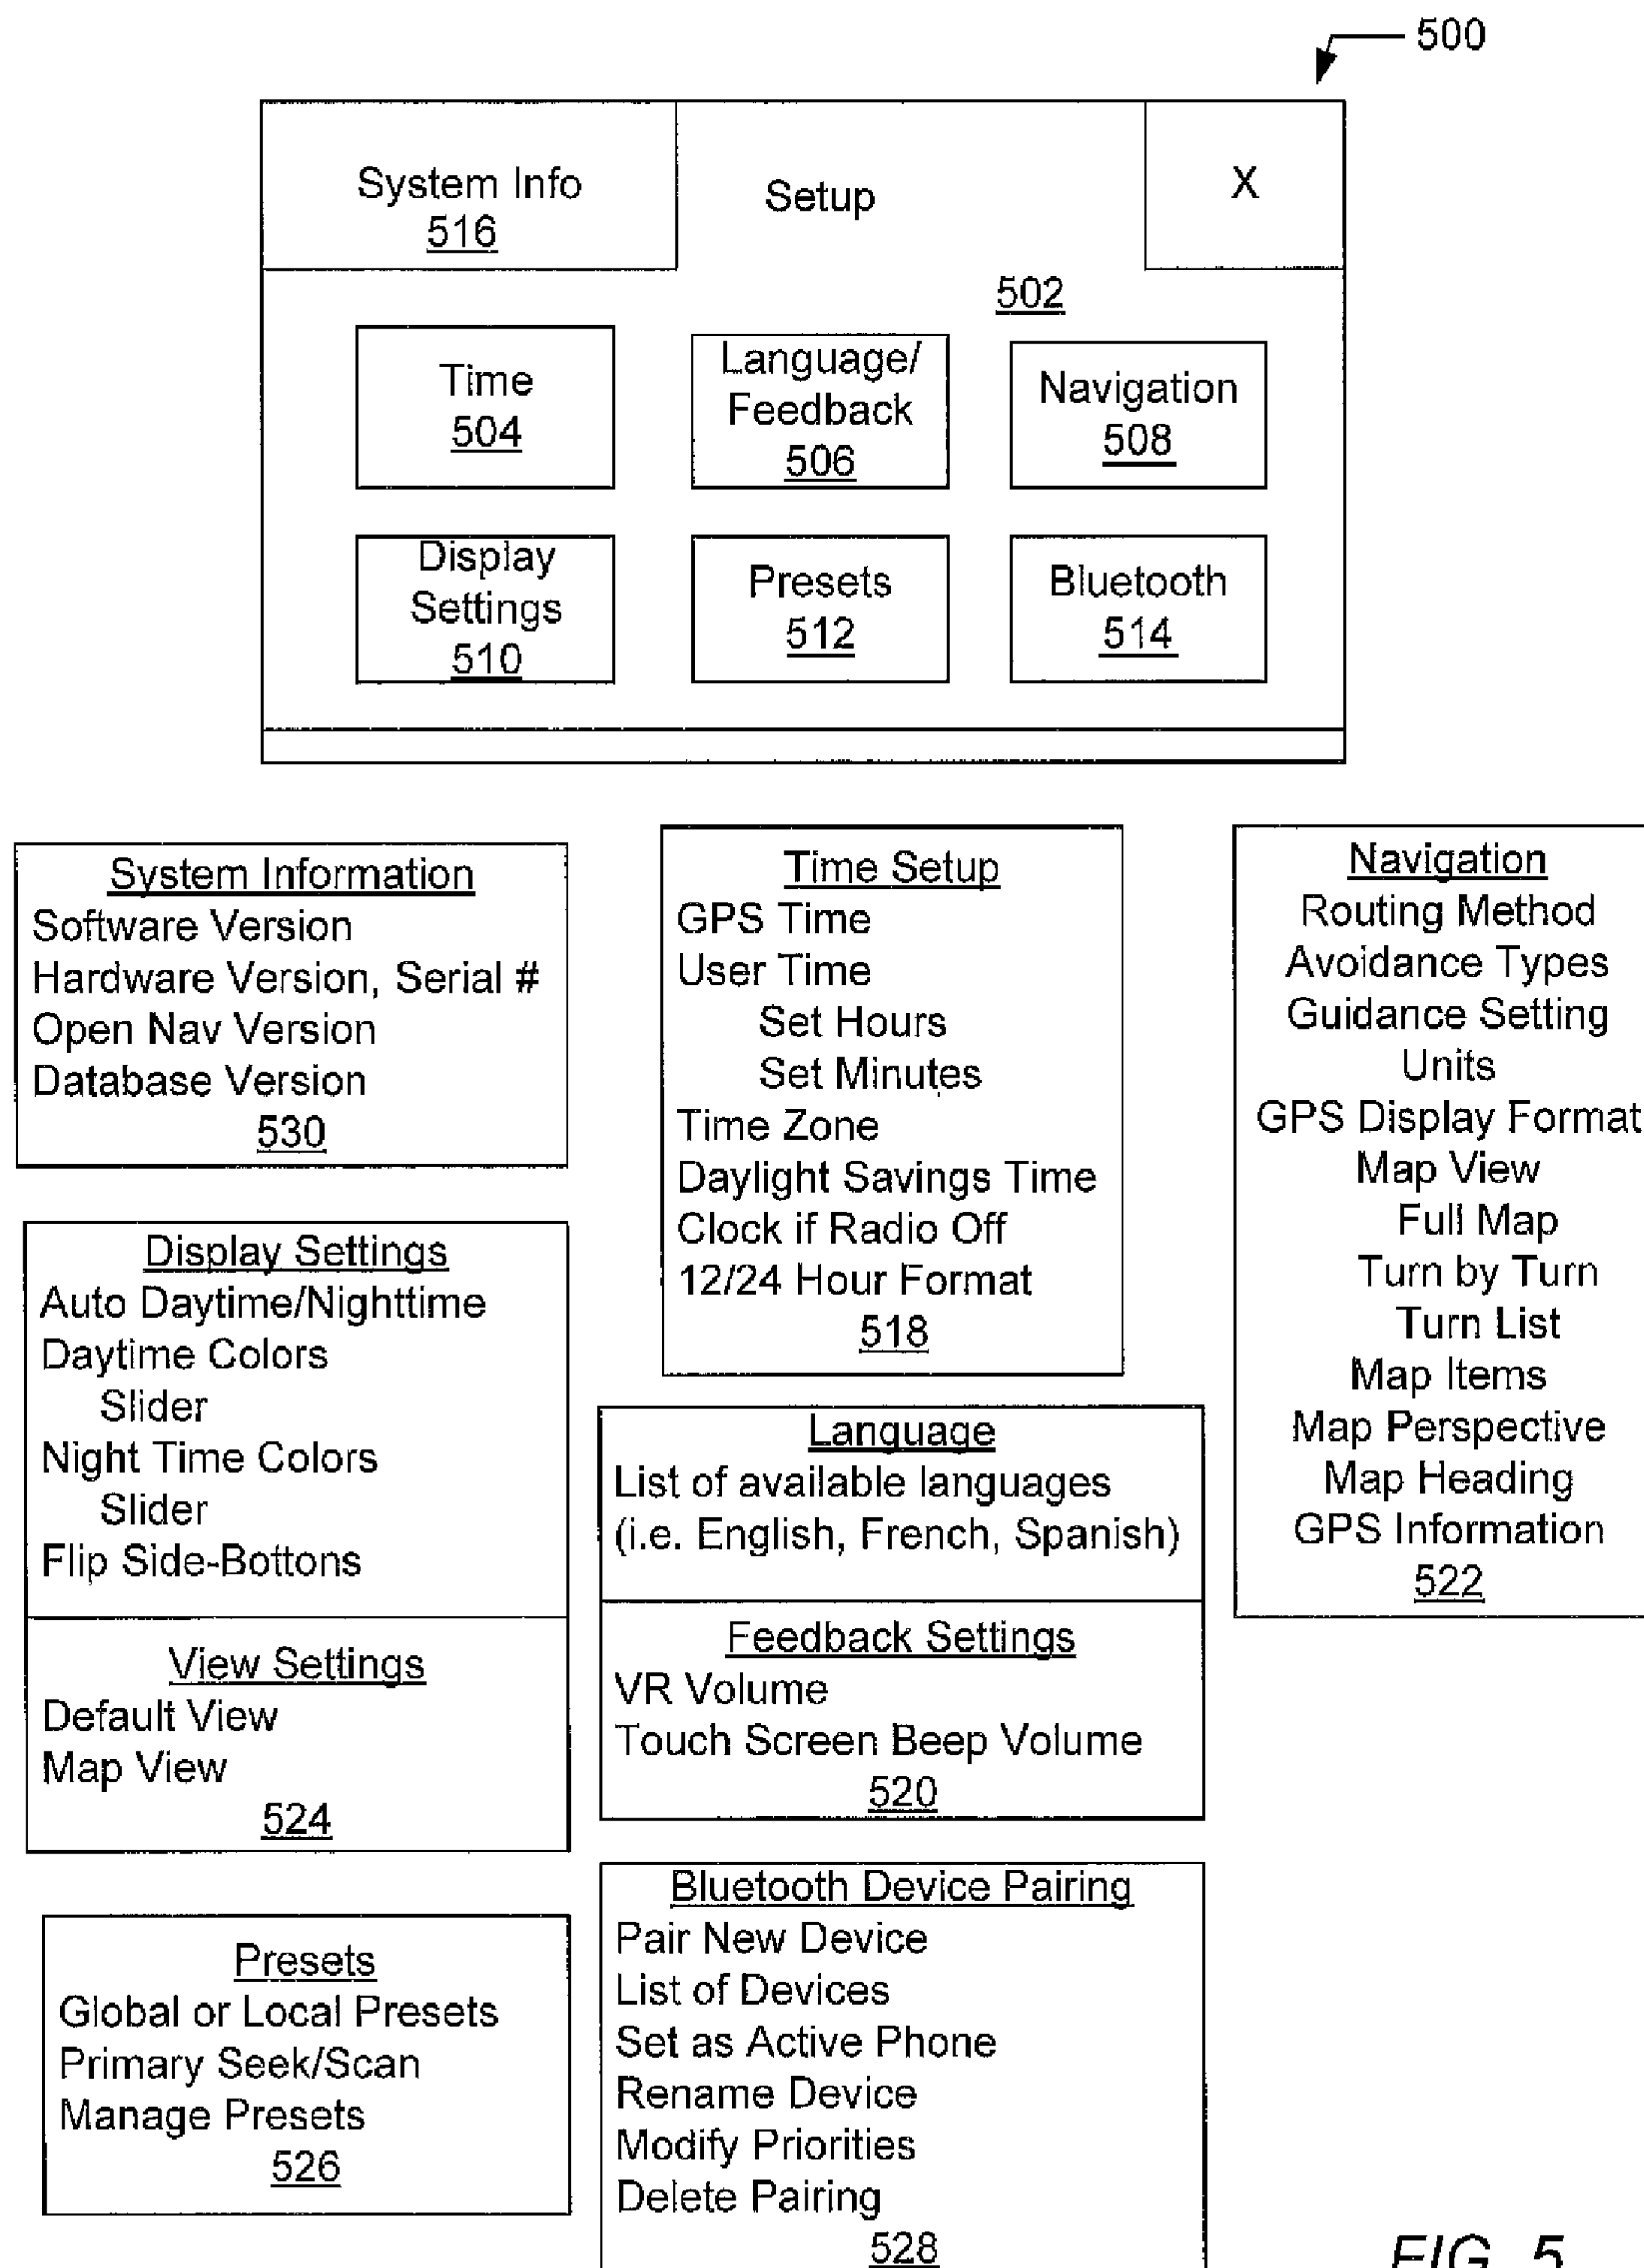 500
System Info
516
Setup
X
502
Time
504
Language/
Feedback
506
Navigation
508
Display
Settings
510
Presets
512
Bluetooth
514
System Information
Software Version
Hardware Version, Serial #
Open Nav Version
Database Version
530
Time Setup
GPS Time
User Time
Set Hours
Set Minutes
Time Zone
Daylight Savings Time
Clock if Radio Off
12/24 Hour Format
518
Navigation
Routing Method
Avoidance Types
Guidance Setting
Units
GPS Display Format
Map View
Full Map
Turn by Turn
Turn List
Map Items
Map Perspective
Map Heading
GPS Information
522
Display Settings
Auto Daytime/Nighttime
Daytime Colors
Slider
Night Time Colors
Slider
Flip Side-Bottons
View Settings
Default View
Map View
524
Language
List of available languages
(i.e. English, French, Spanish)
Feedback Settings
VR Volume
Touch Screen Beep Volume
520
Presets
Global or Local Presets
Primary Seek/Scan
Manage Presets
526
Bluetooth Device Pairing
Pair New Device
List of Devices
Set as Active Phone
Rename Device
Modify Priorities
Delete Pairing
528
FIG. 5